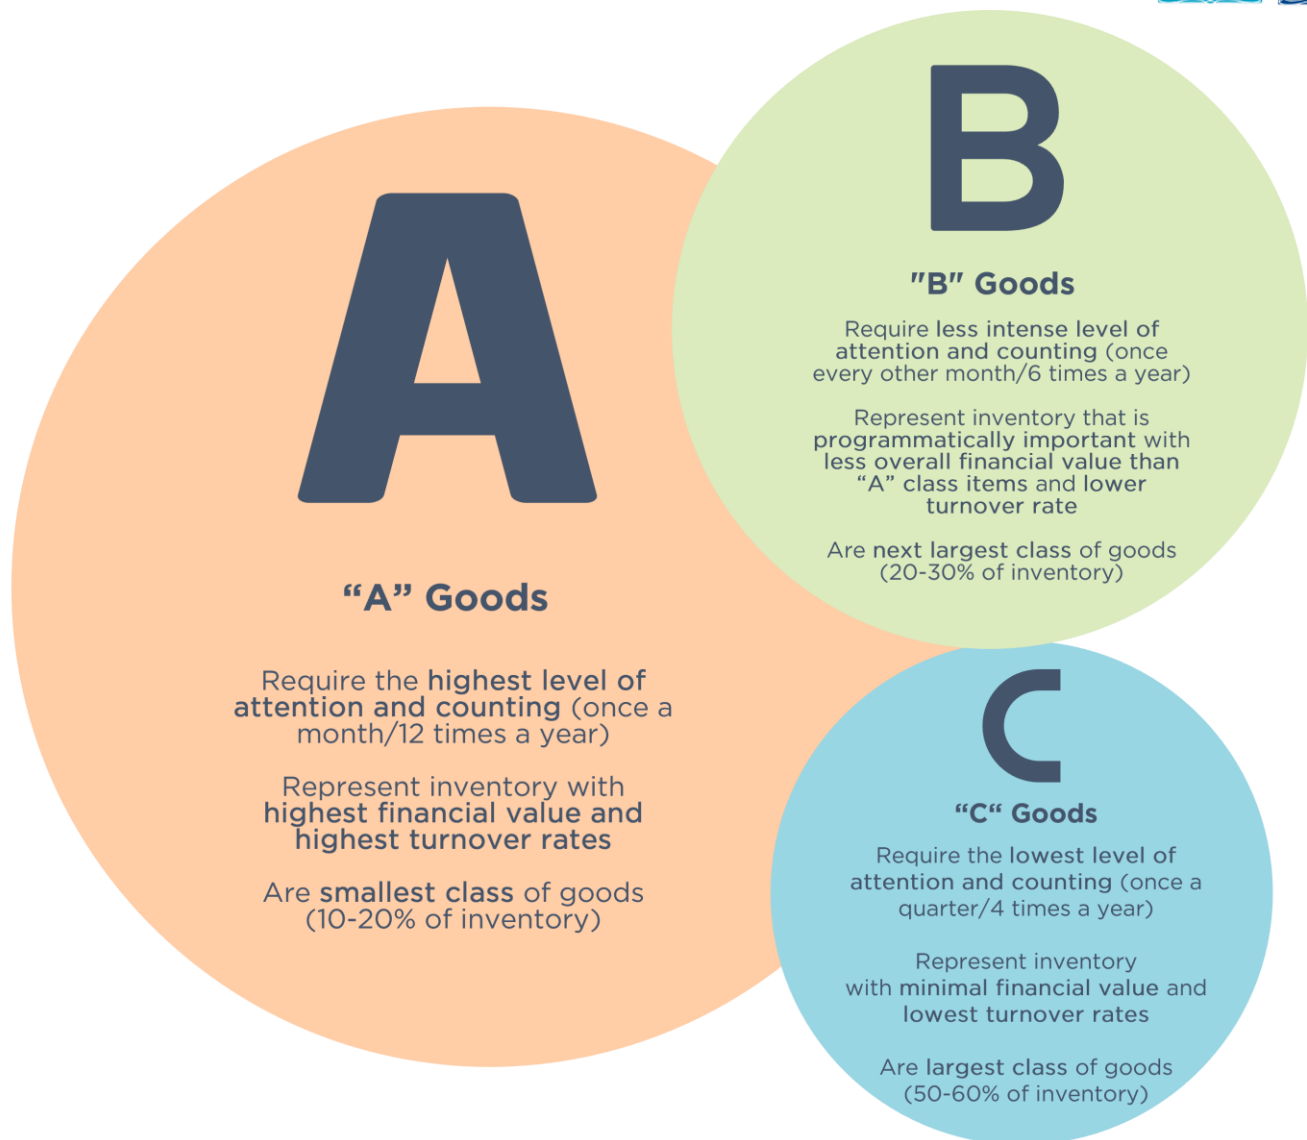 A
“A” Goods
Require the highest level of
attention and counting (once a
month/12 times a year)
Represent inventory with
highest financial value and
highest turnover rates
Are smallest class of goods
(10-20% of inventory)
B
"B" Goods
Require less intense level of
attention and counting (once
every other month/6 times a year)
Represent inventory that is
programmatically important with
less overall financial value than
“A” class items and lower
turnover rate
Are next largest class of goods
(20-30% of inventory)
C
“C“ Goods
Require the lowest level of
attention and counting (once a
quarter/4 times a year)
Represent inventory
with minimal financial value and
lowest turnover rates
Are largest class of goods
(50-60% of inventory)